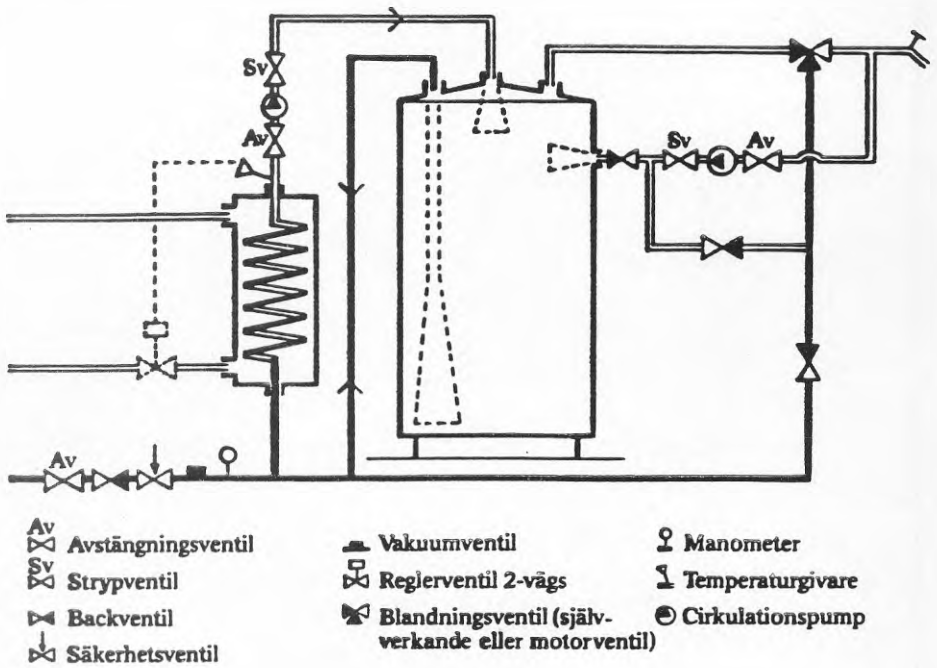 Sv
Av
Sv
Av
Av
Av
Avstängningsventil
Sv
Strypventil
Backventil
Säkerhetsventil
Vakuumventil
Reglerventil 2-vägs
Blandningsventil (själv-
verkande eller motorventil)
Manometer
Temperaturgivare
Cirkulationspump